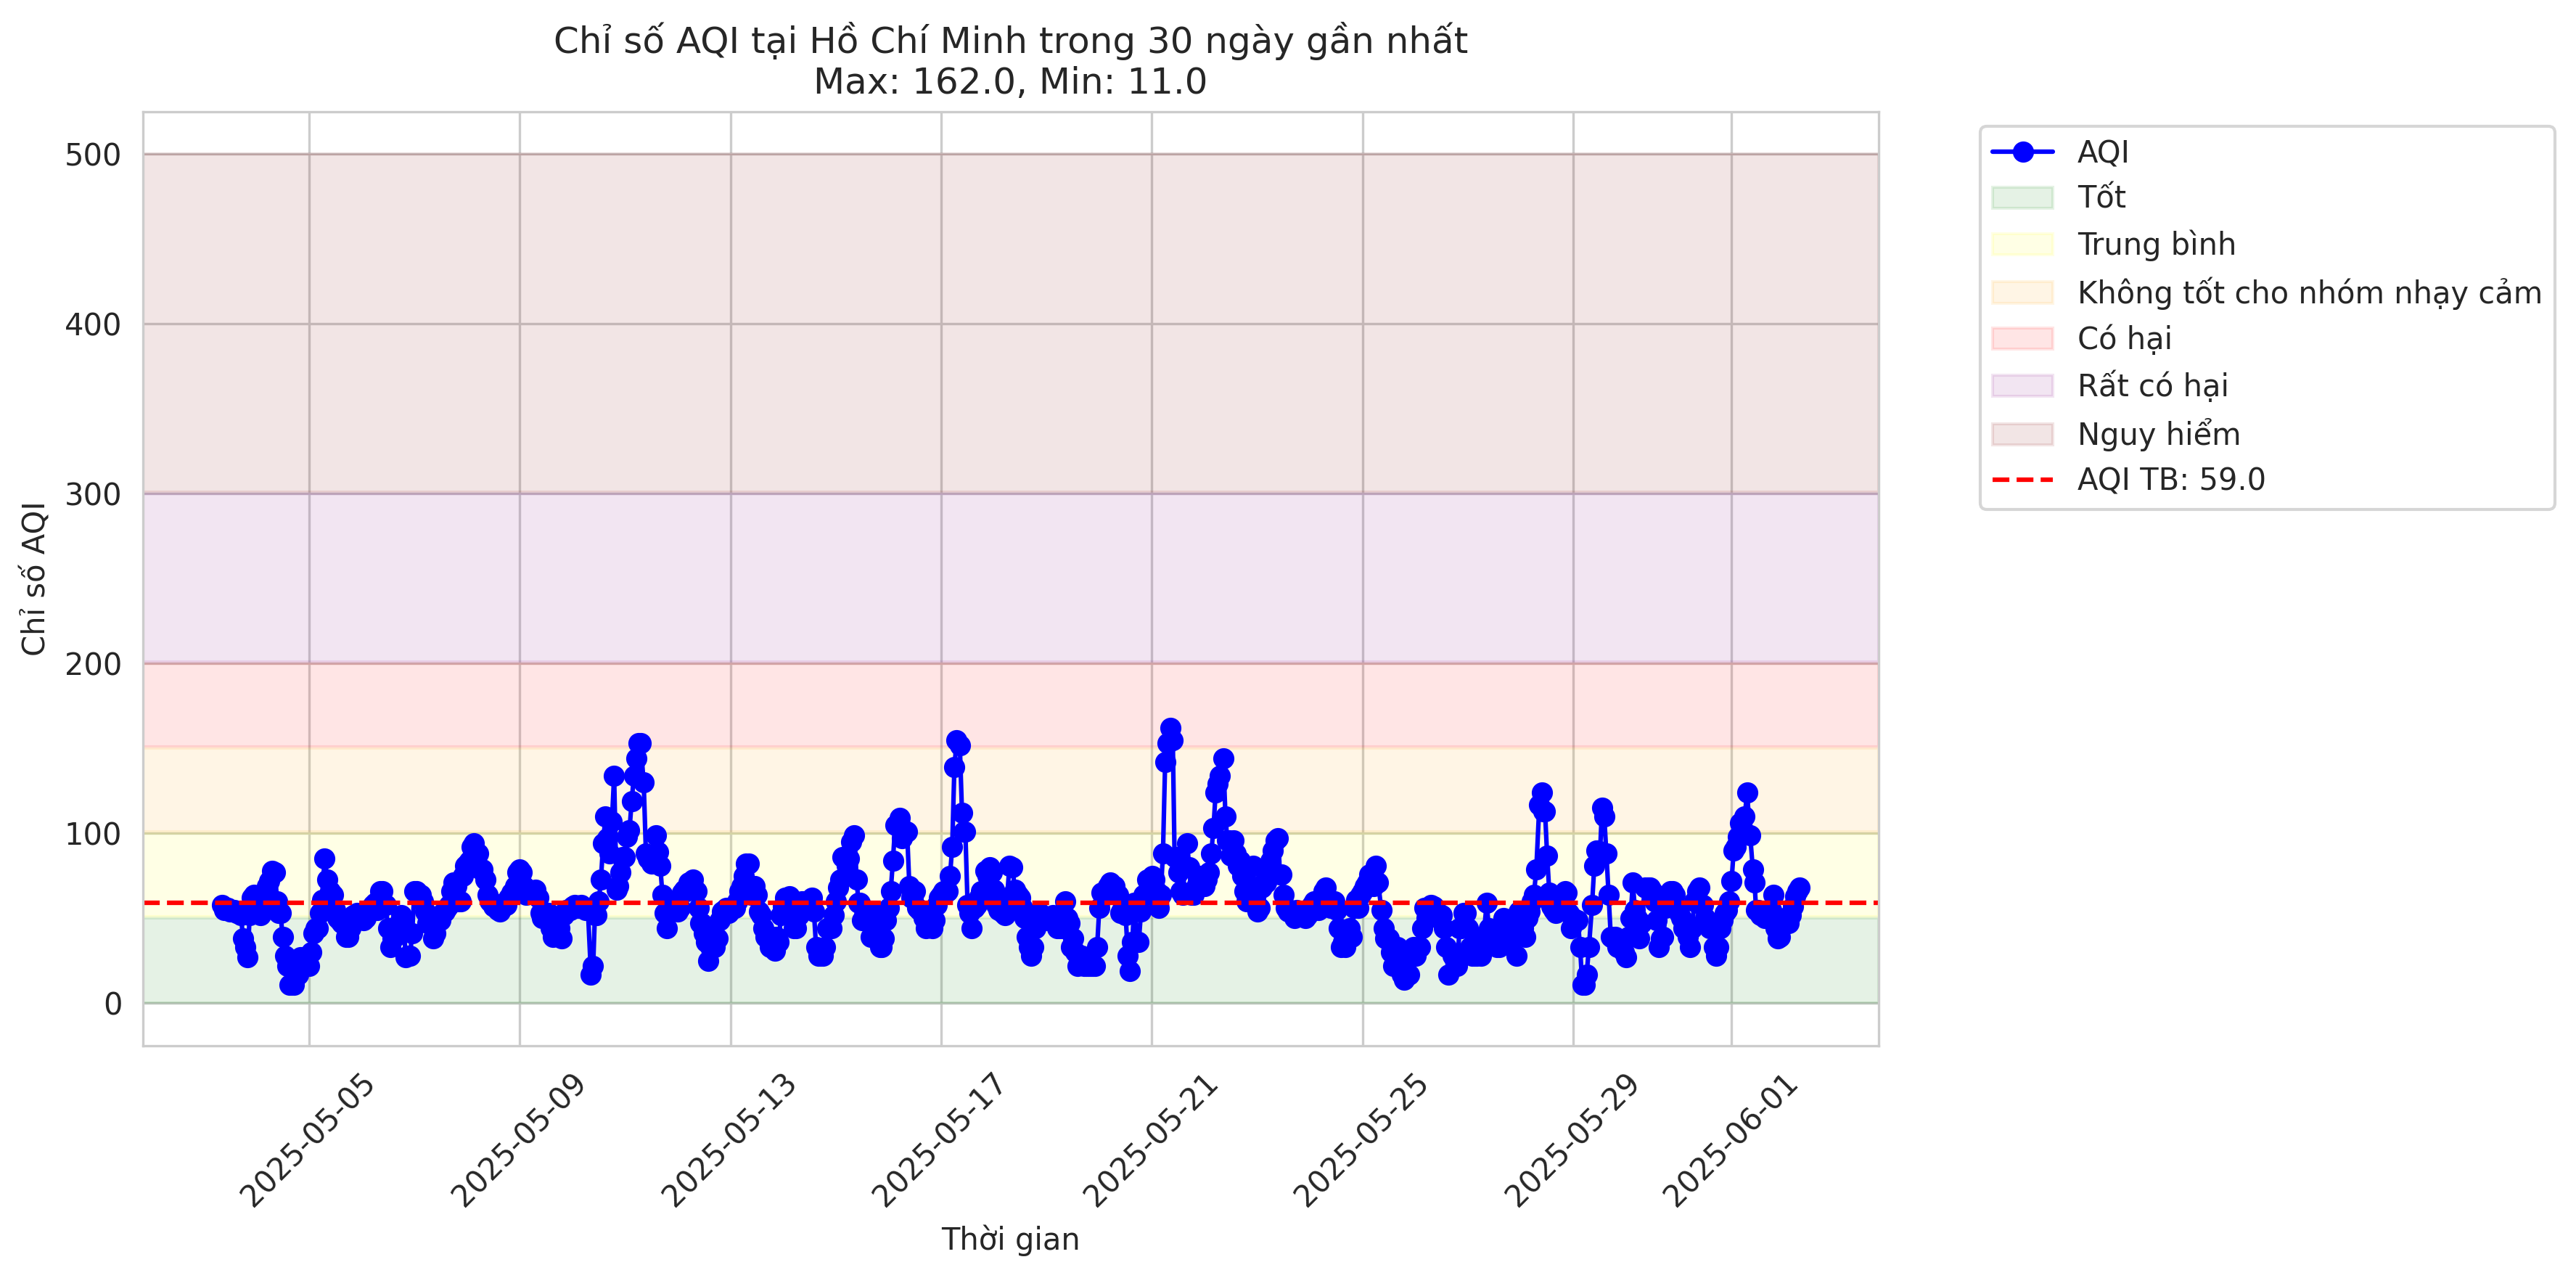 Chỉ số AQI tại Hồ Chí Minh trong 30 ngày gần nhất
Max: 162.0, Min: 11.0
Chỉ số AQI
500
400
300
200
100
0
2025-05-05
2025-05-09
2025-05-13
2025-05-17
2025-05-21
2025-05-25
2025-05-29
2025-06-01
Thời gian
AQI
Tốt
Trung bình
Không tốt cho nhóm nhạy cảm
Có hại
Rất có hại
Nguy hiểm
AQI TB: 59.0